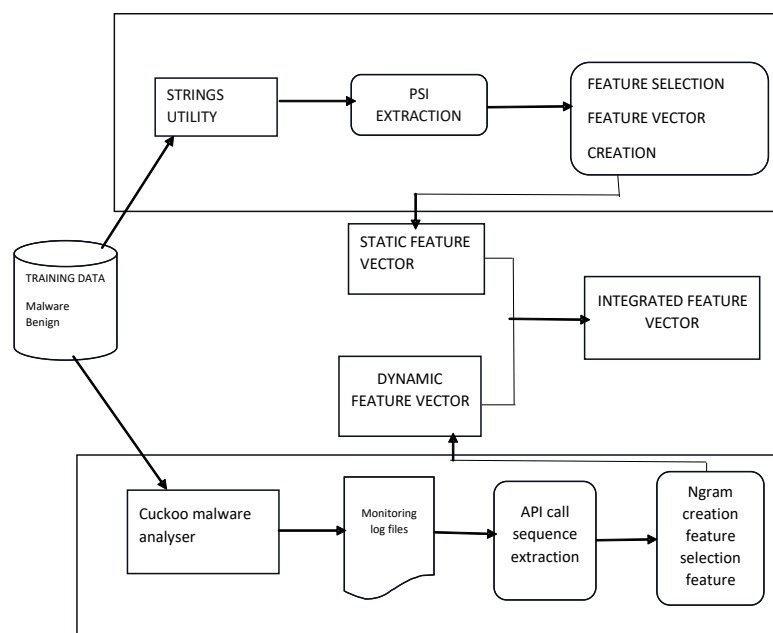 STRINGS
UTILITY
PSI
EXTRACTION
FEATURE SELECTION
FEATURE VECTOR
CREATION
TRAINING DATA
Malware
Benign
STATIC FEATURE
VECTOR
INTEGRATED FEATURE
VECTOR
DYNAMIC
FEATURE VECTOR
Cuckoo malware
analyser
Monitoring
log files
API call
sequence
extraction
Ngram
creation
feature
selection
feature